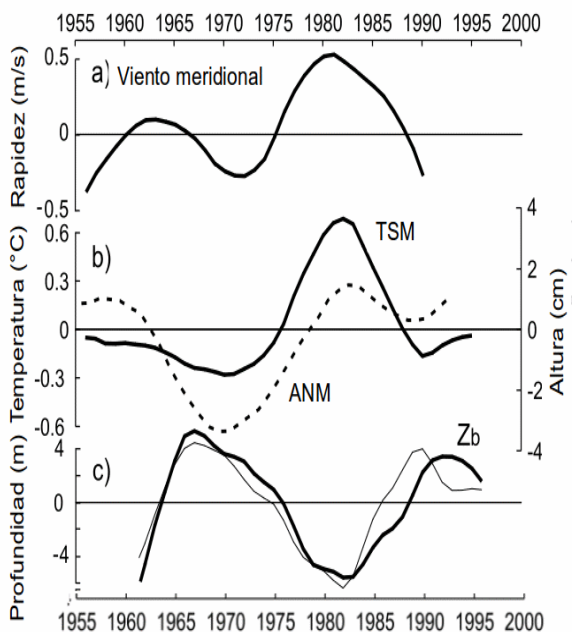 1955 1960 1965 1970 1975 1980 1985 1990 1995 2000
Rapidez (m/s)
0.5
0
-0.5
a) Viento meridional
Temperatura (°C)
0.6
0.3
0
-0.3
-0.6
b)
TSM
ANM
4
2
0
-2
-4
Altura (cm)
Profundidad (m)
4
0
-4
c)
Zb
1955 1960 1965 1970 1975 1980 1985 1990 1995 2000